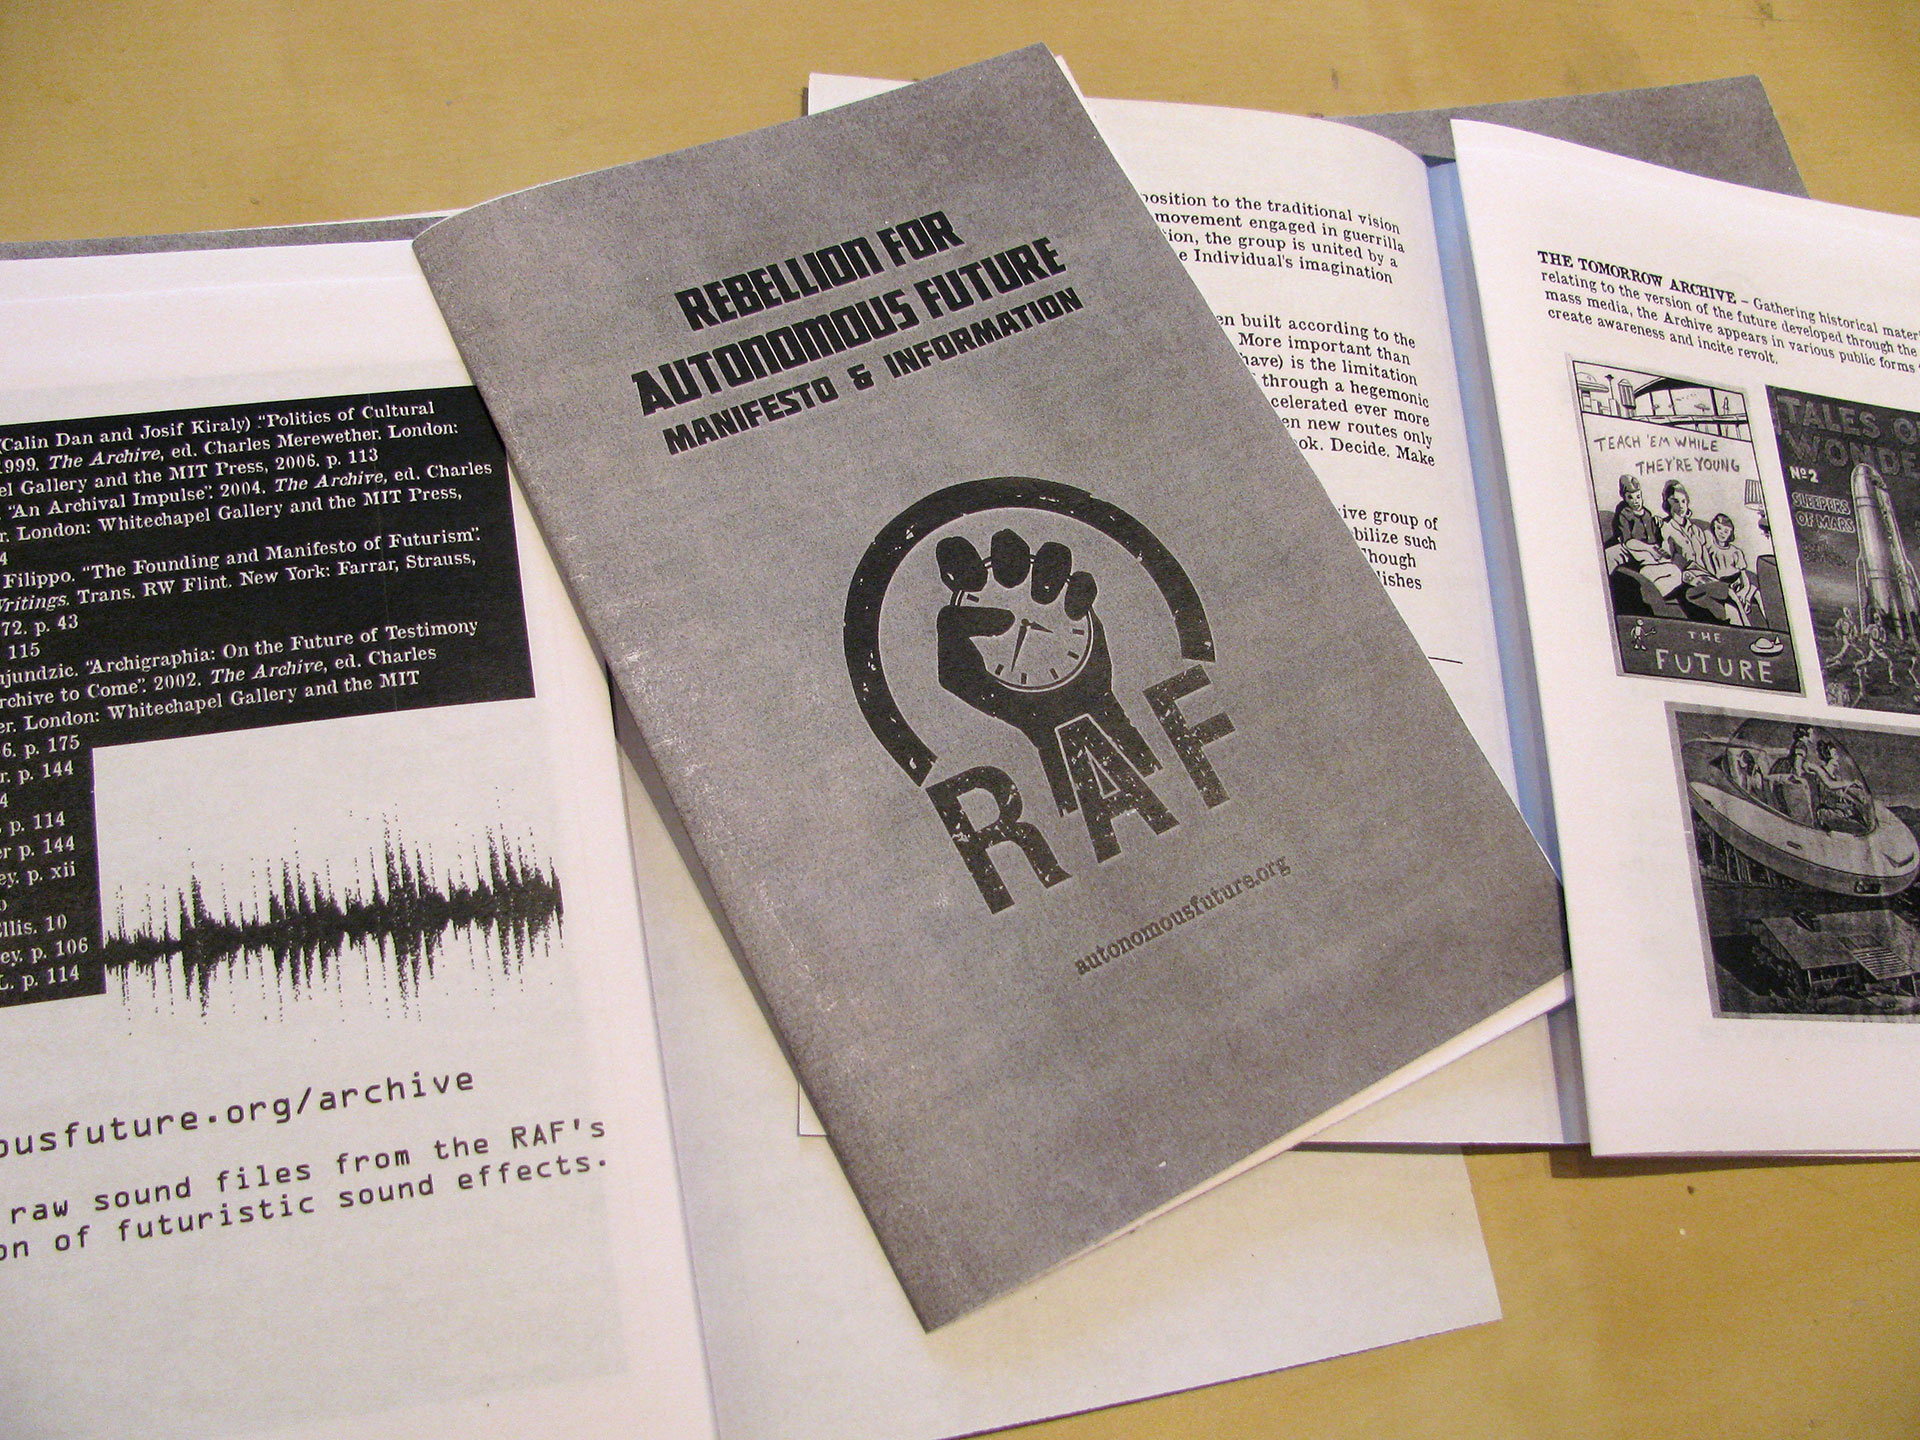 (Calin Dan and Josif Kiraly) "Politics of Cultural
1999. The Archive, ed. Charles Merewether. London:
Gallery and the MIT Press, 2006. p. 113
"An Archival Impulse". 2004. The Archive, ed. Charles
London: Whitechapel Gallery and the MIT Press,
4
Filippo. "The Founding and Manifesto of Futurism".
Writings. Trans. RW Flint. New York: Farrar, Strauss,
72. p. 43
115
"Archigraphia: On the Future of Testimony
Archive to Come". 2002. The Archive, ed. Charles
London: Whitechapel Gallery and the MIT
6. p. 175
r. p. 144
4
p. 114
er p. 144
ey. p. xii
Ellis. 10
ey. p. 106
p. 114
ousfuture.org/archive
raw sound files from the RAF's
on of futuristic sound effects.
REBELLION FOR
AUTONOMOUS FUTURE
MANIFESTO & INFORMATION
RAF
autonomousfuture.org
position to the traditional vision
movement engaged in guerrilla
tion, the group is united by a
e Individual's imagination
en built according to the
More important than
have) is the limitation
through a hegemonic
celerated ever more
en new routes only
ok. Decide. Make
ive group of
bilize such
Though
lishes
THE TOMORROW ARCHIVE – Gathering historical mater
relating to the version of the future developed through the
mass media, the Archive appears in various public forms
create awareness and incite revolt.
TEACH 'EM WHILE
THEY'RE YOUNG
THE
FUTURE
TALES OF
WONDE
Nº 2
SLEEPERS
OF MARS